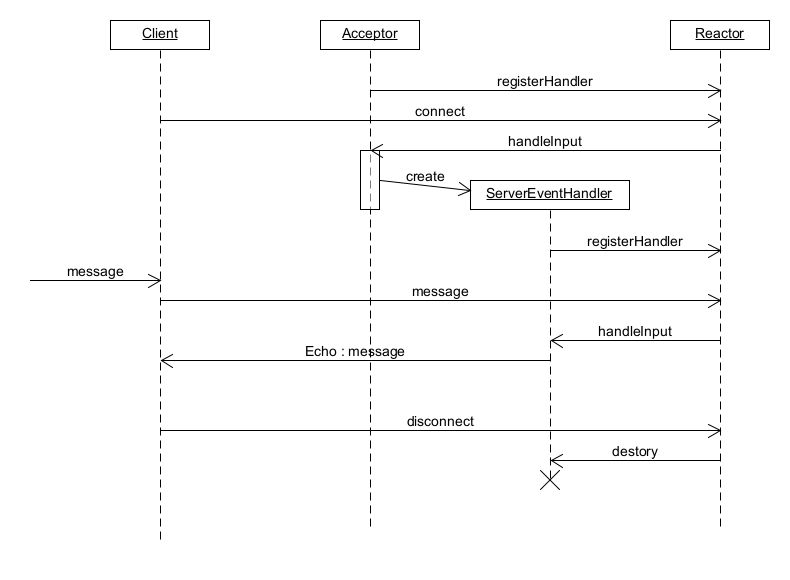 Client
Acceptor
Reactor
registerHandler
connect
handleInput
create
ServerEventHandler
registerHandler
message
message
handleInput
Echo : message
disconnect
destory